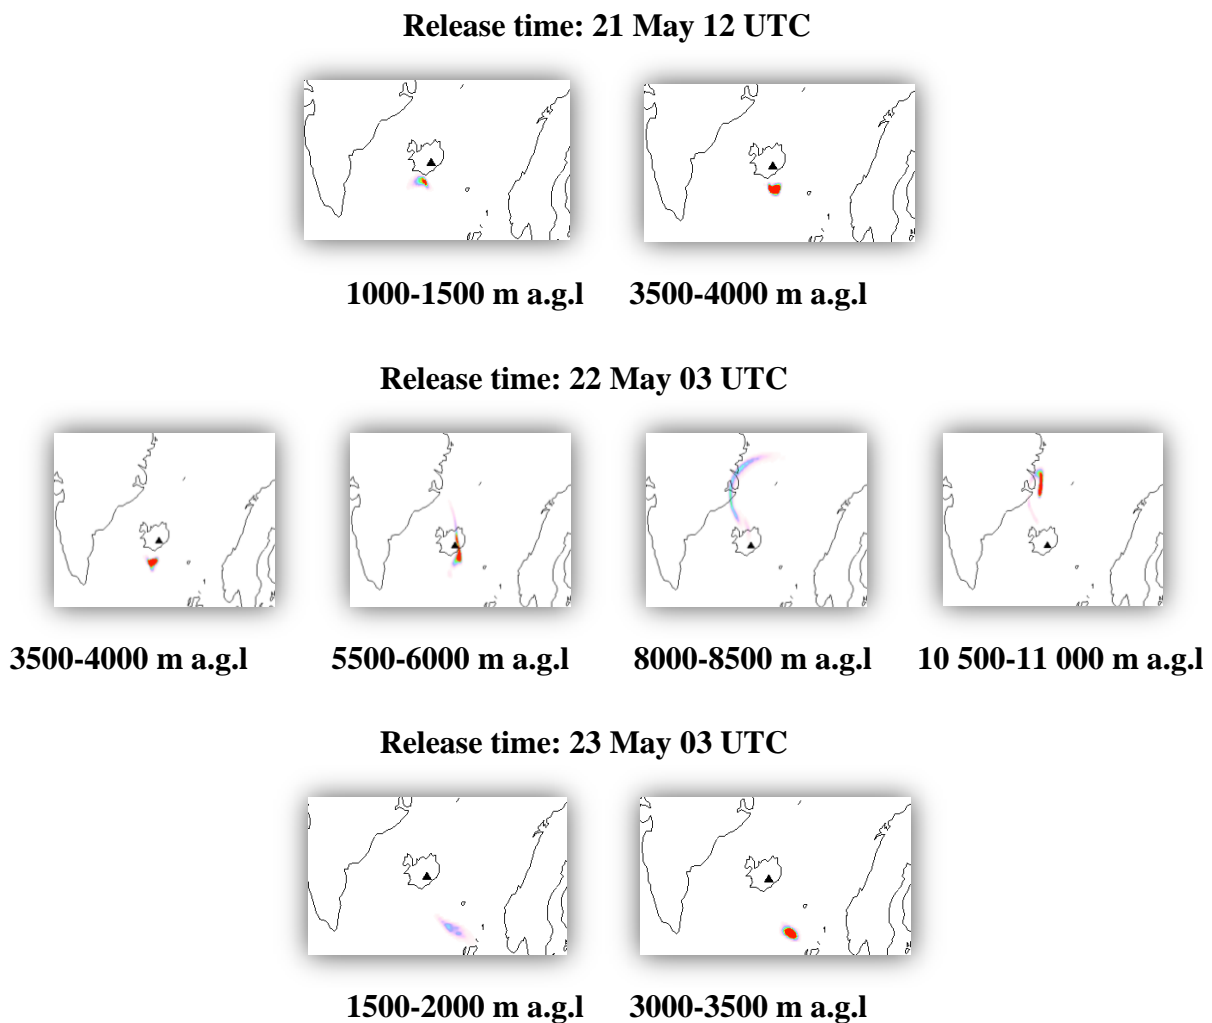 Release time: 21 May 12 UTC
1000-1500 m a.g.l 3500-4000 m a.g.l
Release time: 22 May 03 UTC
3500-4000 m a.g.l 5500-6000 m a.g.l 8000-8500 m a.g.l 10 500-11 000 m a.g.l
Release time: 23 May 03 UTC
1500-2000 m a.g.l 3000-3500 m a.g.l